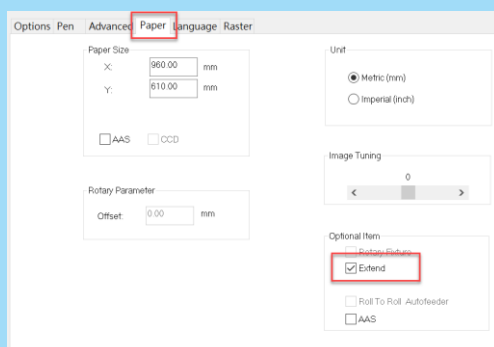 Options Pen Advanced Paper Language Raster
Paper Size
X: 960.00 mm
Y: 610.00 mm
AAS CCD
Rotary Parameter
Offset: 0.00 mm
Unit
Metric (mm)
Imperial (inch)
Image Tuning
0
Optional Item
Rotary Fixture
Extend
Roll To Roll Autofeeder
AAS